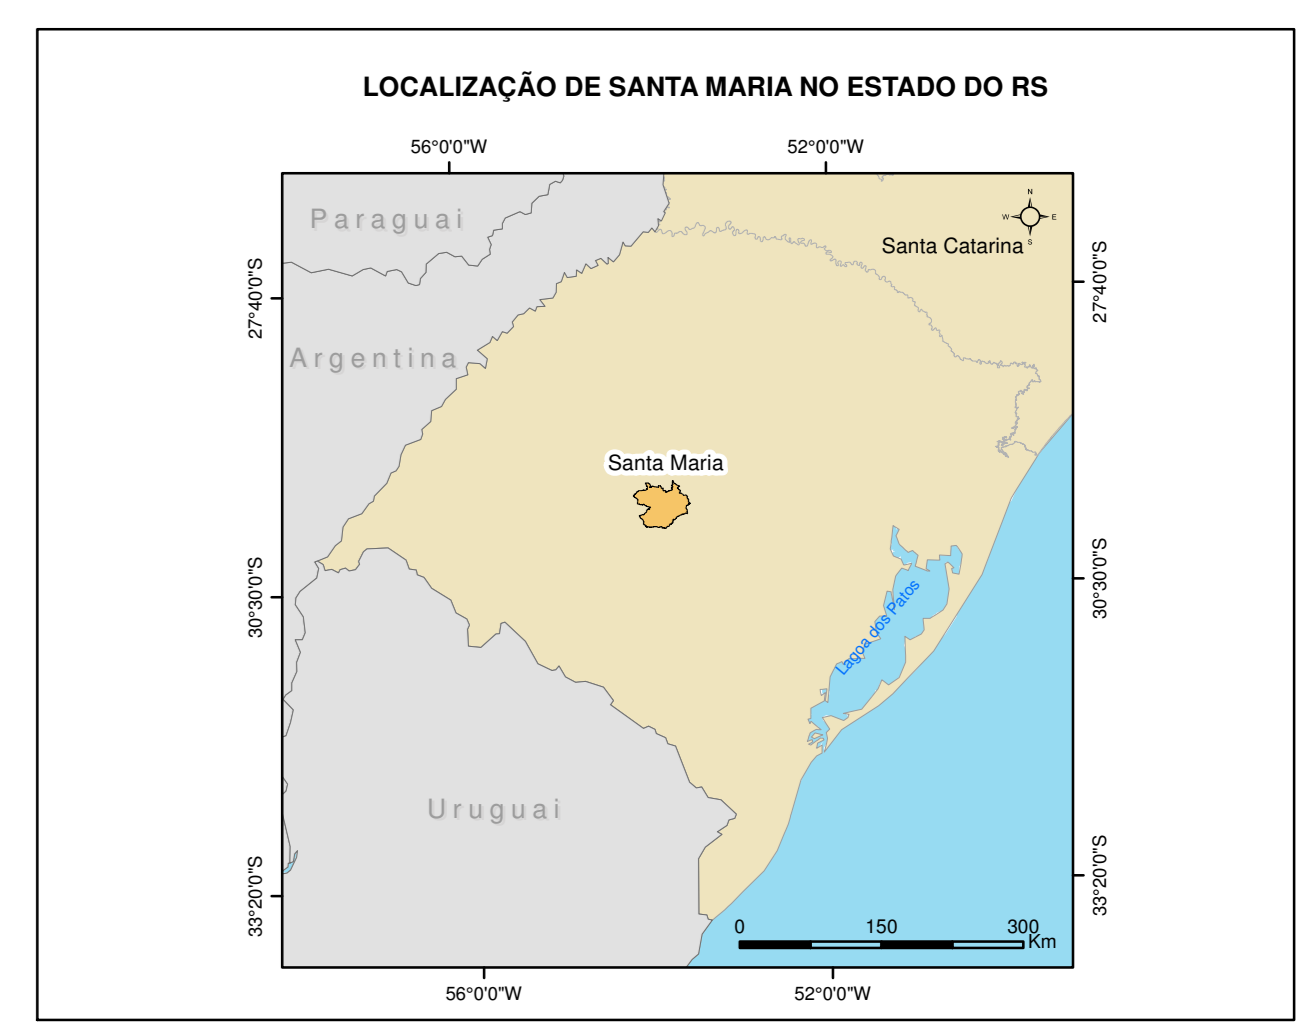 LOCALIZAÇÃO DE SANTA MARIA NO ESTADO DO RS
56°0'0"W
52°0'0"W
Paraguai
N
W
E
S
Santa Catarina
27°40'0"S
27°40'0"S
Argentina
Santa Maria
30°30'0"S
30°30'0"S
Lagoa dos Patos
Uruguai
33°20'0"S
33°20'0"S
0 150 300
Km
56°0'0"W
52°0'0"W